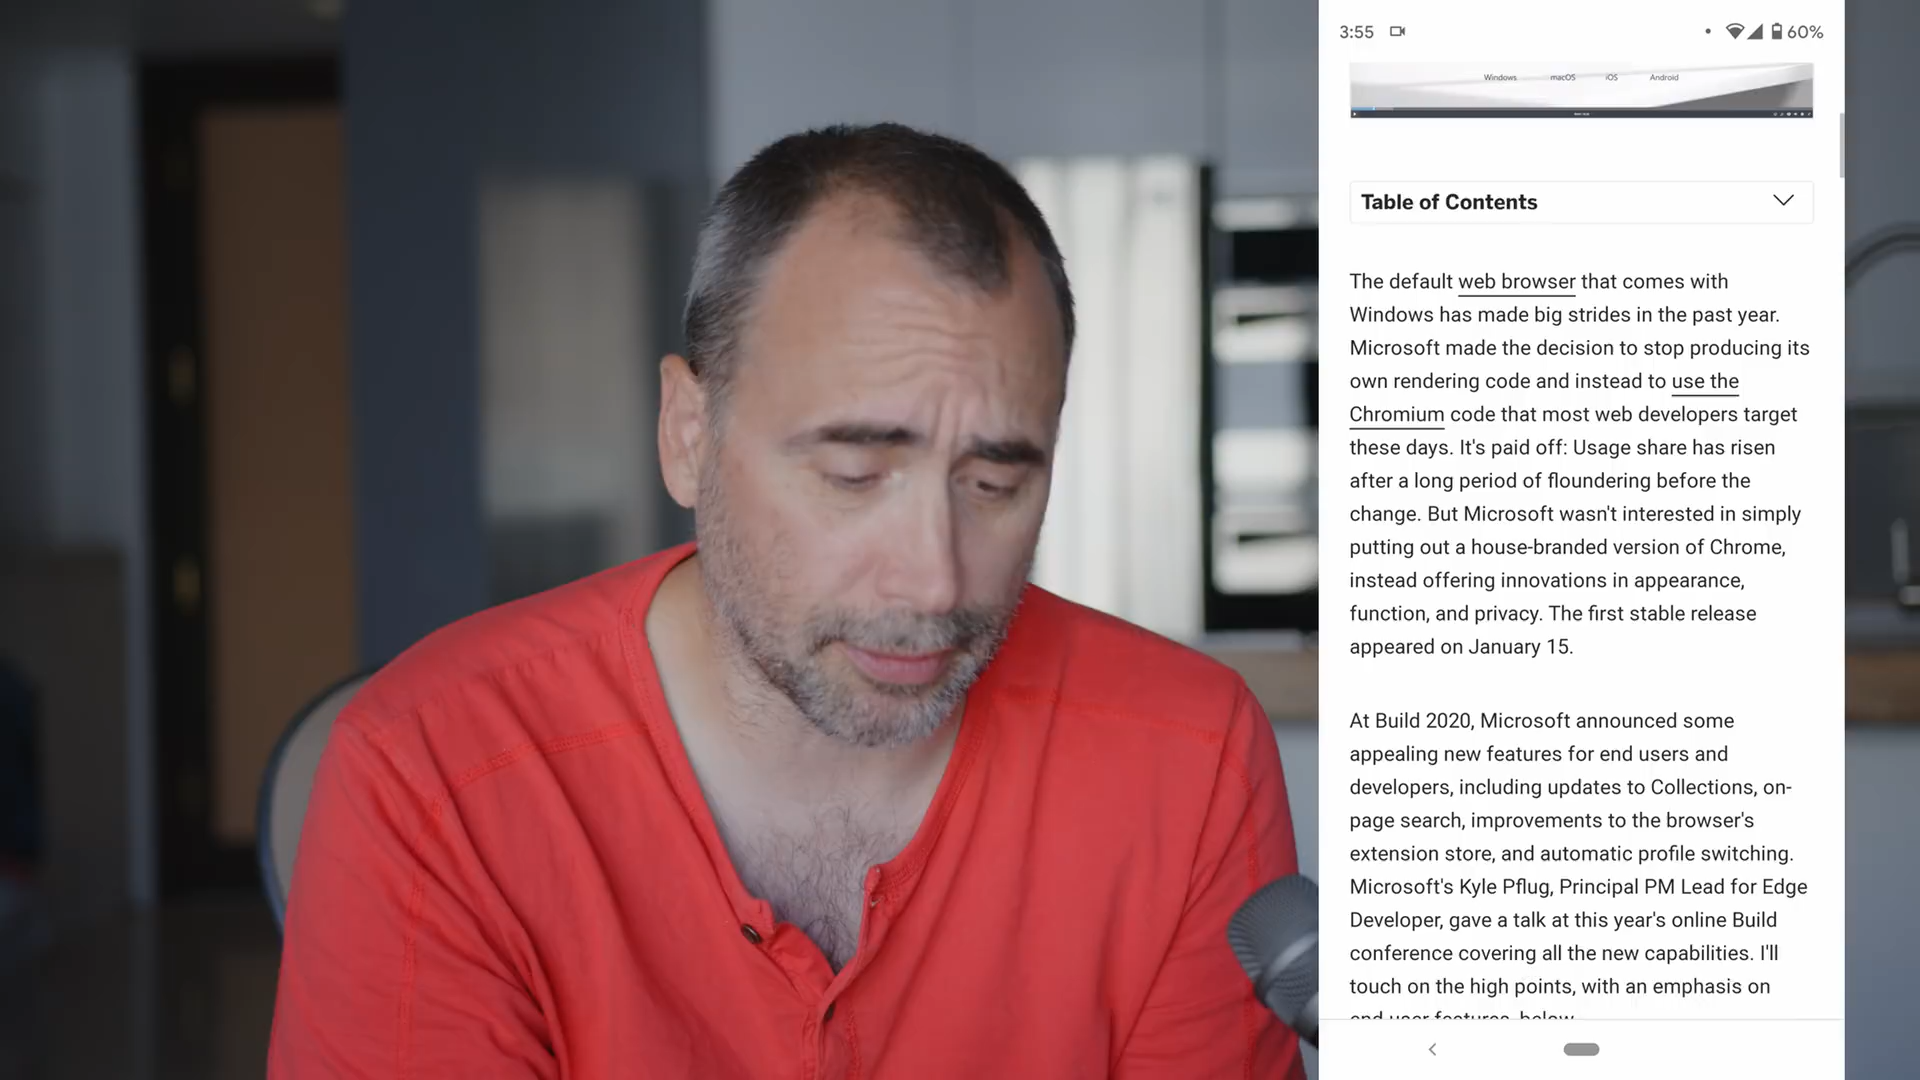 3:55
60%
Windows macOS iOS Android
Table of Contents
The default web browser that comes with
Windows has made big strides in the past year.
Microsoft made the decision to stop producing its
own rendering code and instead to use the
Chromium code that most web developers target
these days. It's paid off: Usage share has risen
after a long period of floundering before the
change. But Microsoft wasn't interested in simply
putting out a house-branded version of Chrome,
instead offering innovations in appearance,
function, and privacy. The first stable release
appeared on January 15.
At Build 2020, Microsoft announced some
appealing new features for end users and
developers, including updates to Collections, on-
page search, improvements to the browser's
extension store, and automatic profile switching.
Microsoft's Kyle Pflug, Principal PM Lead for Edge
Developer, gave a talk at this year's online Build
conference covering all the new capabilities. I'll
touch on the high points, with an emphasis on
end user features, below.